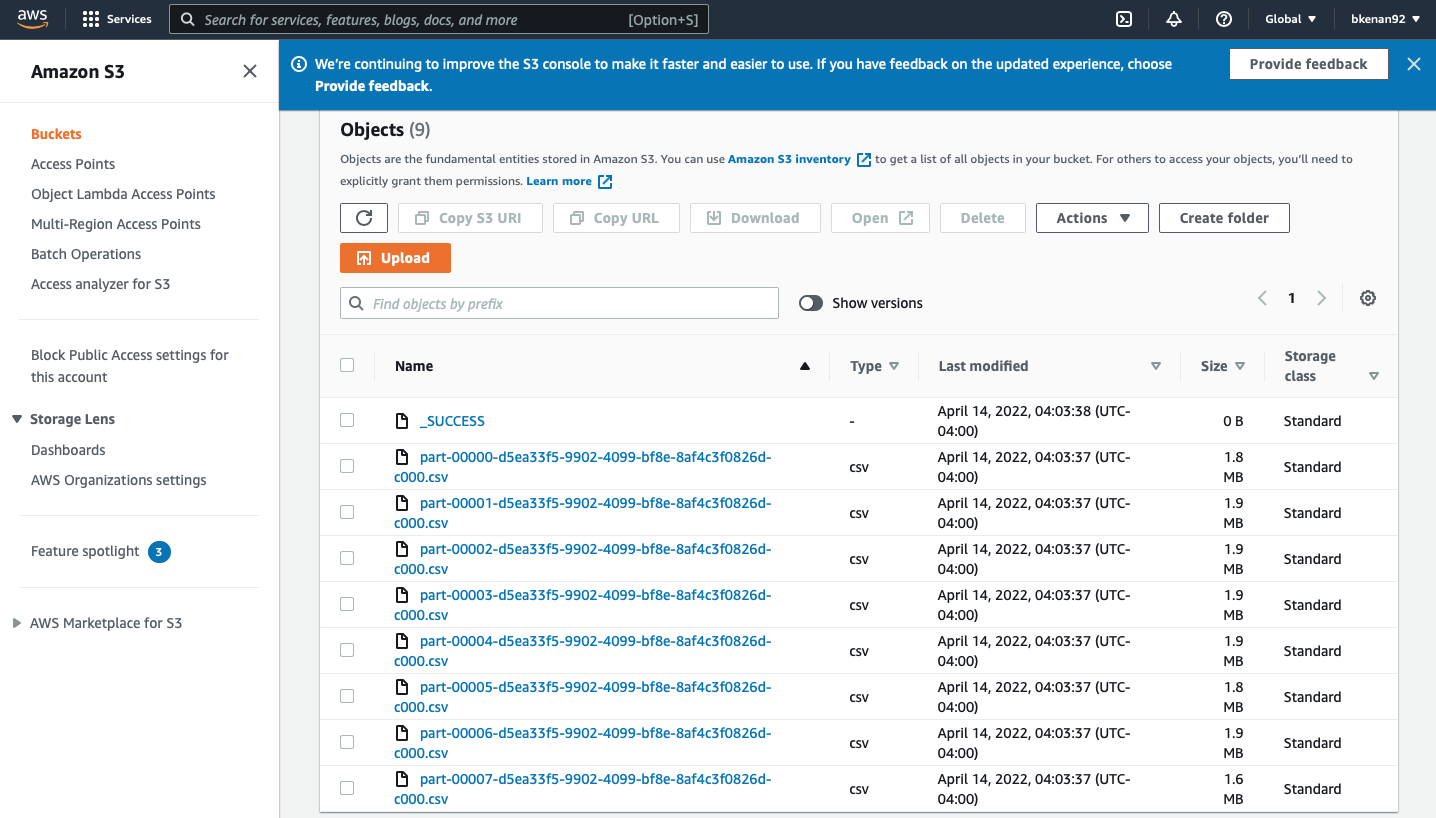 aws
Services
Search for services, features, blogs, docs, and more [Option+S]
Global
bkenan92
Amazon S3
We're continuing to improve the S3 console to make it faster and easier to use. If you have feedback on the updated experience, choose
Provide feedback.
Provide feedback
Buckets
Access Points
Object Lambda Access Points
Multi-Region Access Points
Batch Operations
Access analyzer for S3
Block Public Access settings for
this account
Storage Lens
Dashboards
AWS Organizations settings
Feature spotlight 3
AWS Marketplace for S3
Objects (9)
Objects are the fundamental entities stored in Amazon S3. You can use Amazon S3 inventory to get a list of all objects in your bucket. For others to access your objects, you'll need to
explicitly grant them permissions. Learn more
Copy S3 URI Copy URL Download Open Delete Actions Create folder
Upload
Find objects by prefix
Show versions
1
Name Type Last modified Size Storage
class
_SUCCESS - April 14, 2022, 04:03:38 (UTC- 0 B Standard
04:00)
part-00000-d5ea33f5-9902-4099-bf8e-8af4c3f0826d- csv April 14, 2022, 04:03:37 (UTC- 1.8 Standard
c000.csv 04:00) MB
part-00001-d5ea33f5-9902-4099-bf8e-8af4c3f0826d- csv April 14, 2022, 04:03:37 (UTC- 1.9 Standard
c000.csv 04:00) MB
part-00002-d5ea33f5-9902-4099-bf8e-8af4c3f0826d- csv April 14, 2022, 04:03:37 (UTC- 1.9 Standard
c000.csv 04:00) MB
part-00003-d5ea33f5-9902-4099-bf8e-8af4c3f0826d- csv April 14, 2022, 04:03:37 (UTC- 1.9 Standard
c000.csv 04:00) MB
part-00004-d5ea33f5-9902-4099-bf8e-8af4c3f0826d- csv April 14, 2022, 04:03:37 (UTC- 1.9 Standard
c000.csv 04:00) MB
part-00005-d5ea33f5-9902-4099-bf8e-8af4c3f0826d- csv April 14, 2022, 04:03:37 (UTC- 1.8 Standard
c000.csv 04:00) MB
part-00006-d5ea33f5-9902-4099-bf8e-8af4c3f0826d- csv April 14, 2022, 04:03:37 (UTC- 1.9 Standard
c000.csv 04:00) MB
part-00007-d5ea33f5-9902-4099-bf8e-8af4c3f0826d- csv April 14, 2022, 04:03:37 (UTC- 1.6 Standard
c000.csv 04:00) MB